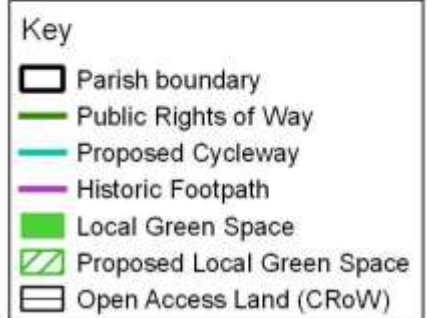 Key
Parish boundary
Public Rights of Way
Proposed Cycleway
Historic Footpath
Local Green Space
Proposed Local Green Space
Open Access Land (CRoW)